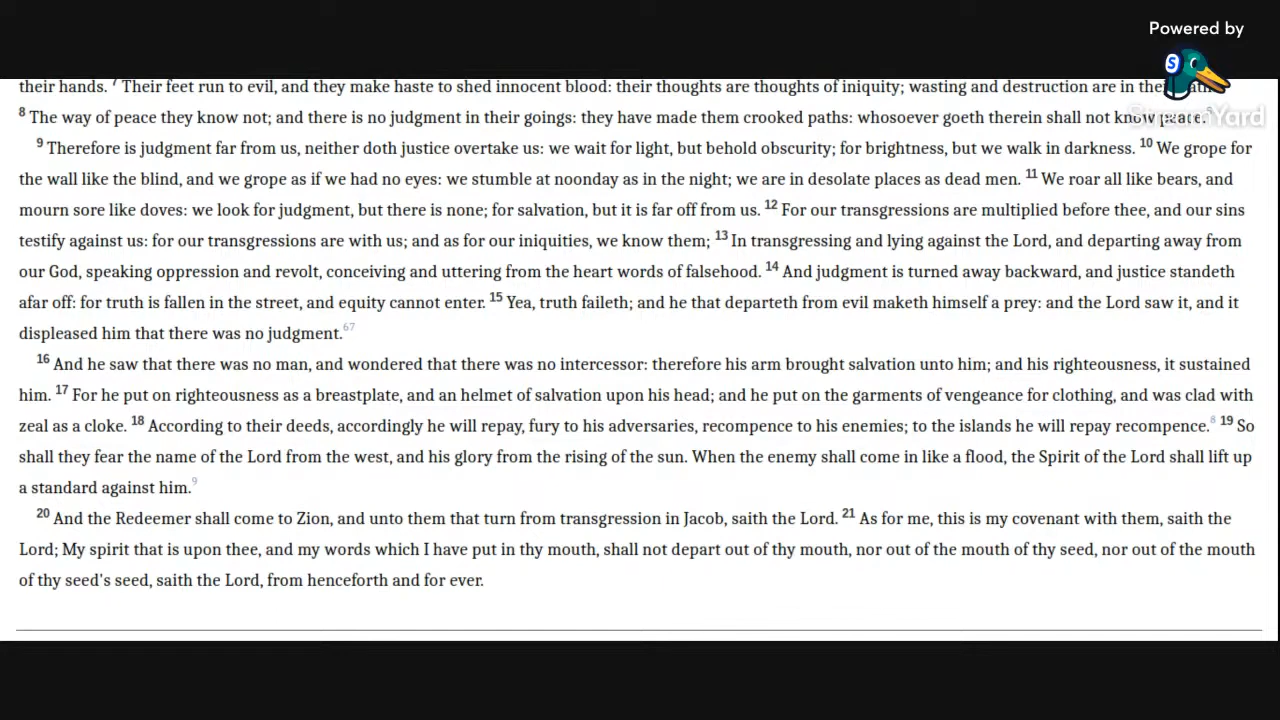 Powered by
StreamYard
their hands. 7 Their feet run to evil, and they make haste to shed innocent blood: their thoughts are thoughts of iniquity; wasting and destruction are in their
8 The way of peace they know not; and there is no judgment in their goings: they have made them crooked paths: whosoever goeth therein shall not know peace.
9 Therefore is judgment far from us, neither doth justice overtake us: we wait for light, but behold obscurity; for brightness, but we walk in darkness. 10 We grope for
the wall like the blind, and we grope as if we had no eyes: we stumble at noonday as in the night; we are in desolate places as dead men. 11 We roar all like bears, and
mourn sore like doves: we look for judgment, but there is none; for salvation, but it is far off from us. 12 For our transgressions are multiplied before thee, and our sins
testify against us: for our transgressions are with us; and as for our iniquities, we know them; 13 In transgressing and lying against the Lord, and departing away from
our God, speaking oppression and revolt, conceiving and uttering from the heart words of falsehood. 14 And judgment is turned away backward, and justice standeth
afar off: for truth is fallen in the street, and equity cannot enter. 15 Yea, truth faileth; and he that departeth from evil maketh himself a prey: and the Lord saw it, and it
displeased him that there was no judgment. 67
16 And he saw that there was no man, and wondered that there was no intercessor: therefore his arm brought salvation unto him; and his righteousness, it sustained
him. 17 For he put on righteousness as a breastplate, and an helmet of salvation upon his head; and he put on the garments of vengeance for clothing, and was clad with
zeal as a cloke. 18 According to their deeds, accordingly he will repay, fury to his adversaries, recompence to his enemies; to the islands he will repay recompence. 8 19 So
shall they fear the name of the Lord from the west, and his glory from the rising of the sun. When the enemy shall come in like a flood, the Spirit of the Lord shall lift up
a standard against him. 9
20 And the Redeemer shall come to Zion, and unto them that turn from transgression in Jacob, saith the Lord. 21 As for me, this is my covenant with them, saith the
Lord; My spirit that is upon thee, and my words which I have put in thy mouth, shall not depart out of thy mouth, nor out of the mouth of thy seed, nor out of the mouth
of thy seed's seed, saith the Lord, from henceforth and for ever.